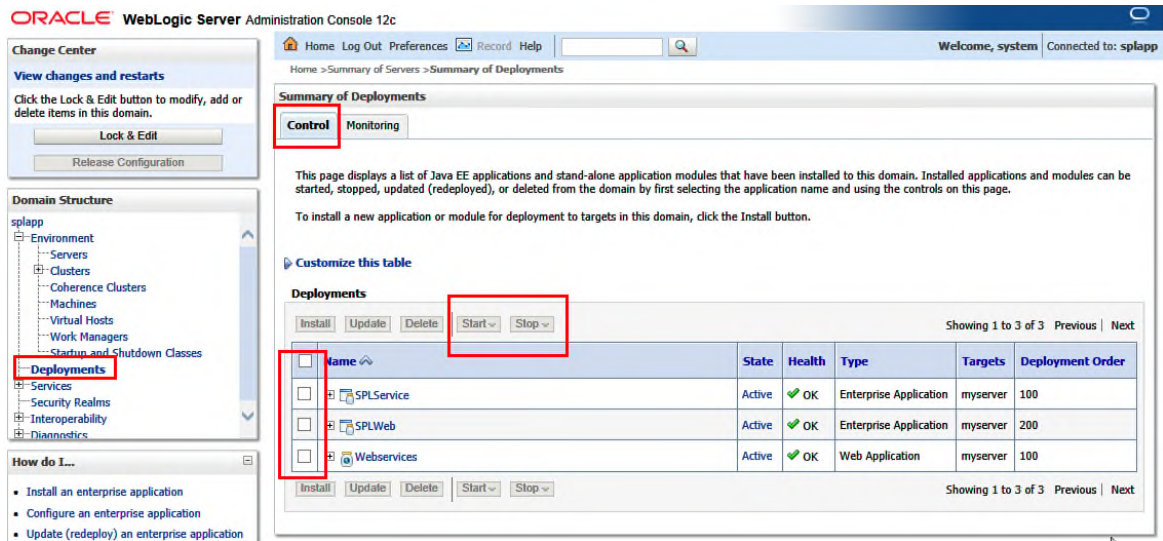 ORACLE WebLogic Server Administration Console 12c
Change Center
View changes and restarts
Click the Lock & Edit button to modify, add or
delete items in this domain.
Lock & Edit
Release Configuration
Domain Structure
splapp
Environment
Servers
Clusters
Coherence Clusters
Machines
Virtual Hosts
Work Managers
Startup and Shutdown Classes
Deployments
Services
Security Realms
Interoperability
Diagnostics
How do I...
Install an enterprise application
Configure an enterprise application
Update (redeploy) an enterprise application
Home Log Out Preferences Record Help
Welcome, system Connected to: splapp
Home >Summary of Servers >Summary of Deployments
Summary of Deployments
Control Monitoring
This page displays a list of Java EE applications and stand-alone application modules that have been installed to this domain. Installed applications and modules can be
started, stopped, updated (redeployed), or deleted from the domain by first selecting the application name and using the controls on this page.
To install a new application or module for deployment to targets in this domain, click the Install button.
Customize this table
Deployments
Install Update Delete Start Stop Showing 1 to 3 of 3 Previous | Next
Name State Health Type Targets Deployment Order
SPLService Active OK Enterprise Application myserver 100
SPLWeb Active OK Enterprise Application myserver 200
Webservices Active OK Web Application myserver 100
Install Update Delete Start Stop Showing 1 to 3 of 3 Previous | Next